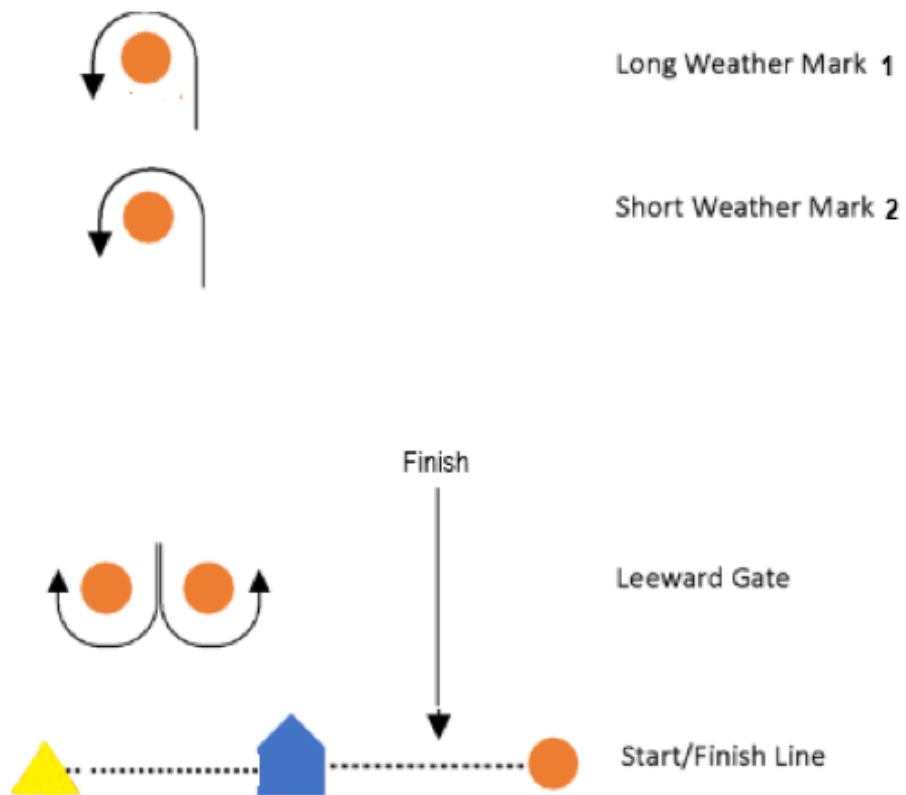 Long Weather Mark 1
Short Weather Mark 2
Finish
Leeward Gate
Start/Finish Line